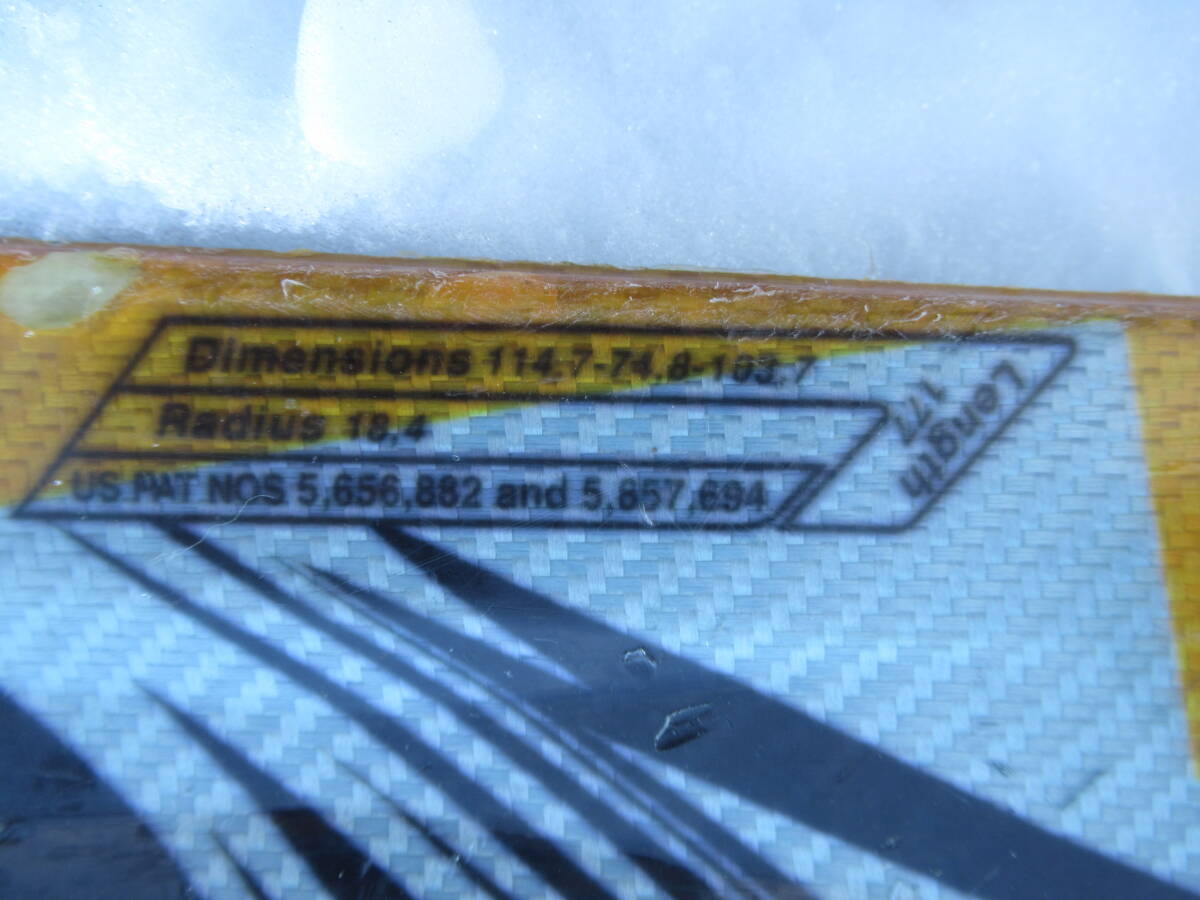 Dimensions 114.7-74.8-103.7
Radius 18,4
US PAT NOS 5,656,882 and 5,857,694
Length
177